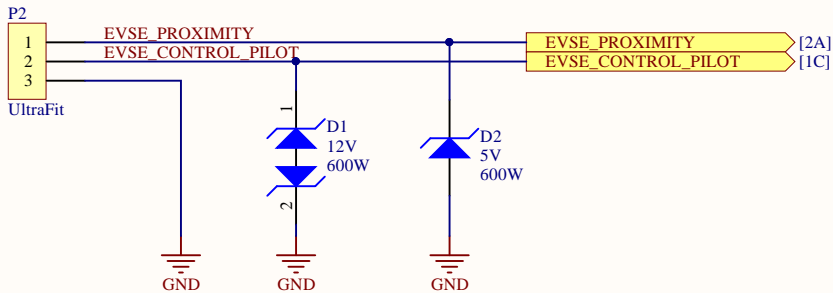 P2
1
2
3
UltraFit
EVSE_PROXIMITY
EVSE_CONTROL_PILOT
EVSE_PROXIMITY [2A]
EVSE_CONTROL_PILOT [1C]
1
D1
12V
600W
2
D2
5V
600W
GND
GND
GND